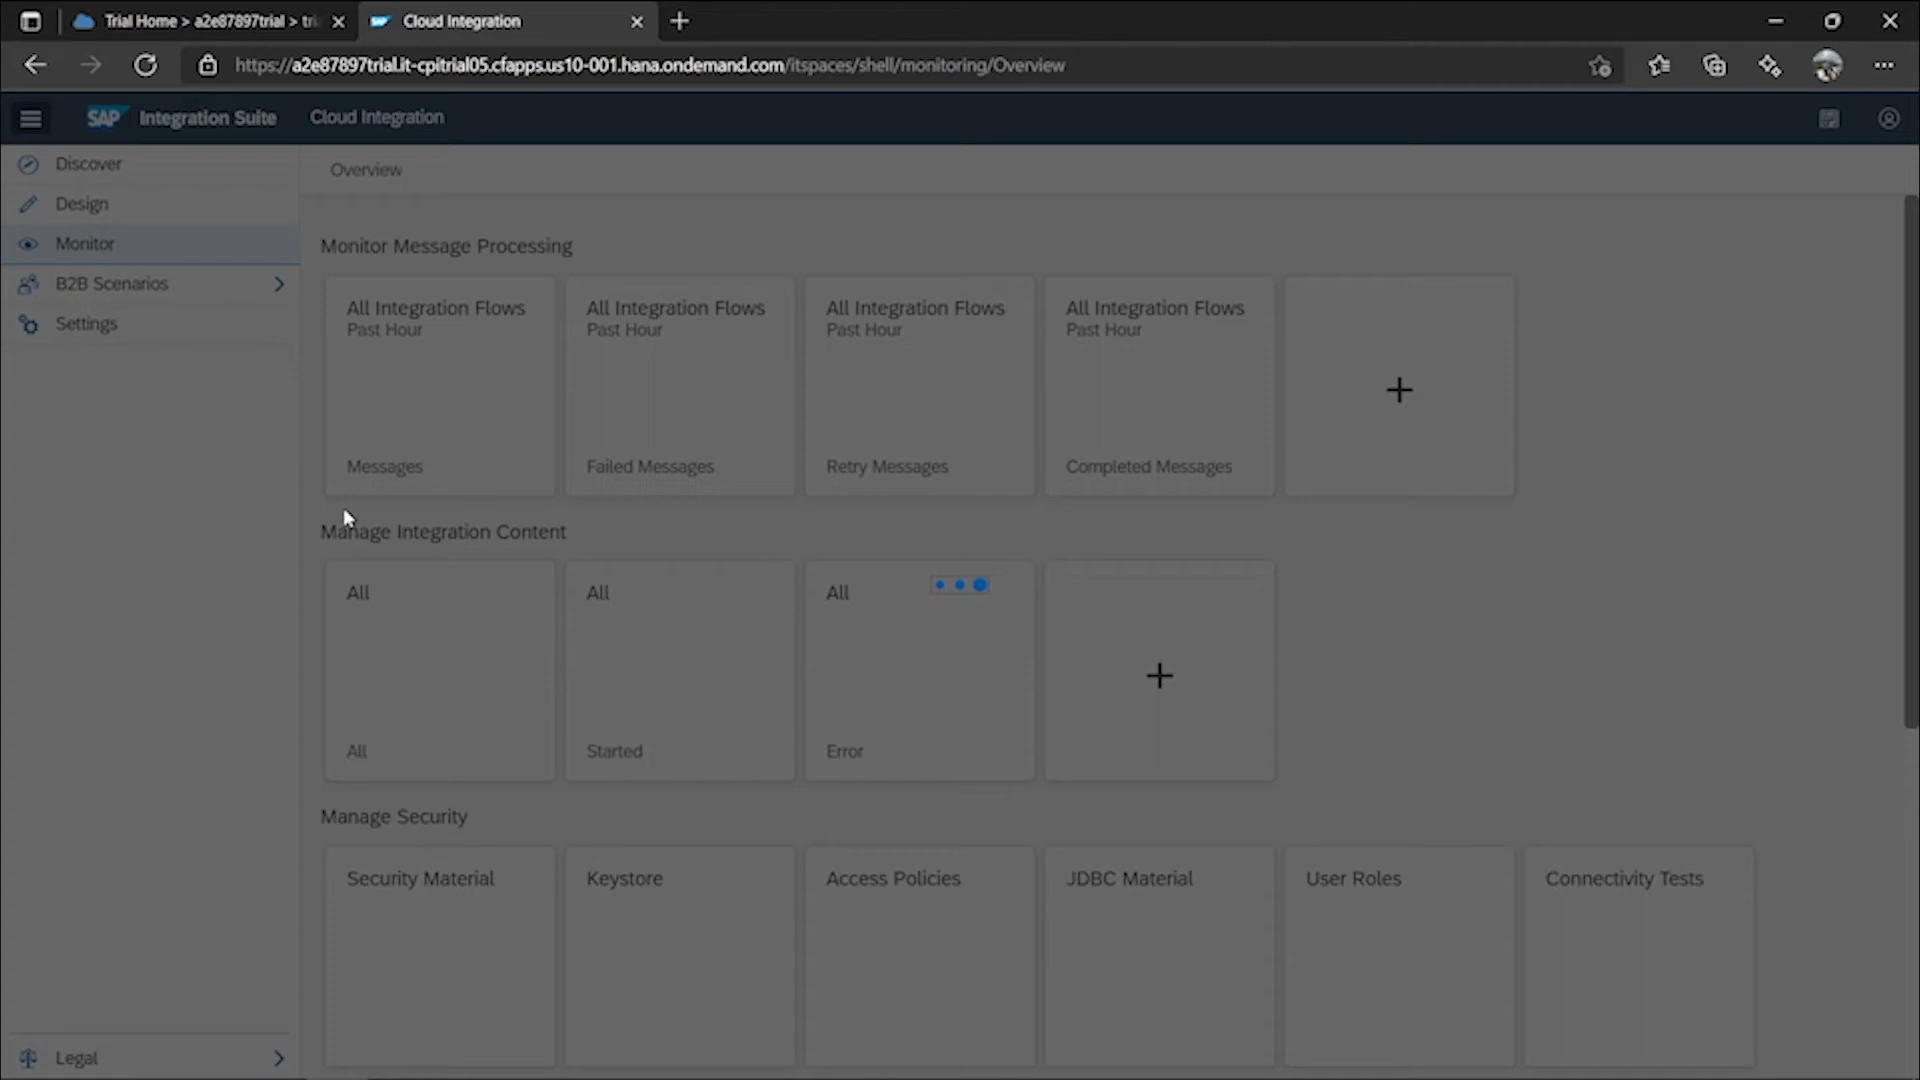 Trial Home > a2e87897trial > tri
Cloud Integration
https://a2e87897trial.it-cpitrial05.cfapps.us10-001.hana.ondemand.com/itspaces/shell/monitoring/Overview
SAP Integration Suite Cloud Integration
Discover
Design
Monitor
B2B Scenarios
Settings
Legal
Overview
Monitor Message Processing
All Integration Flows
Past Hour
Messages
All Integration Flows
Past Hour
Failed Messages
All Integration Flows
Past Hour
Retry Messages
All Integration Flows
Past Hour
Completed Messages
Manage Integration Content
All
All
All
Started
All
Error
Manage Security
Security Material
Keystore
Access Policies
JDBC Material
User Roles
Connectivity Tests